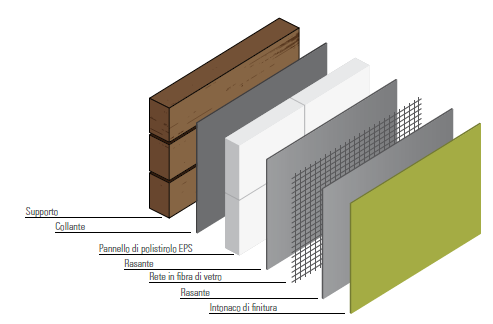 Supporto
Collante
Pannello di polistirolo EPS
Rasante
Rete in fibra di vetro
Rasante
Intonaco di finitura